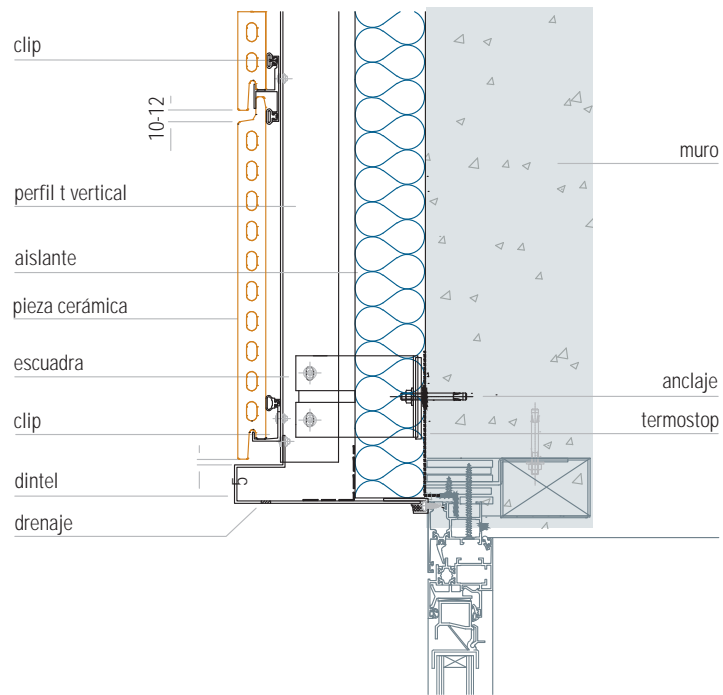 clip
10-12
muro
perfil t vertical
aislante
pieza cerámica
escuadra
anclaje
clip
termostop
dintel
5
drenaje